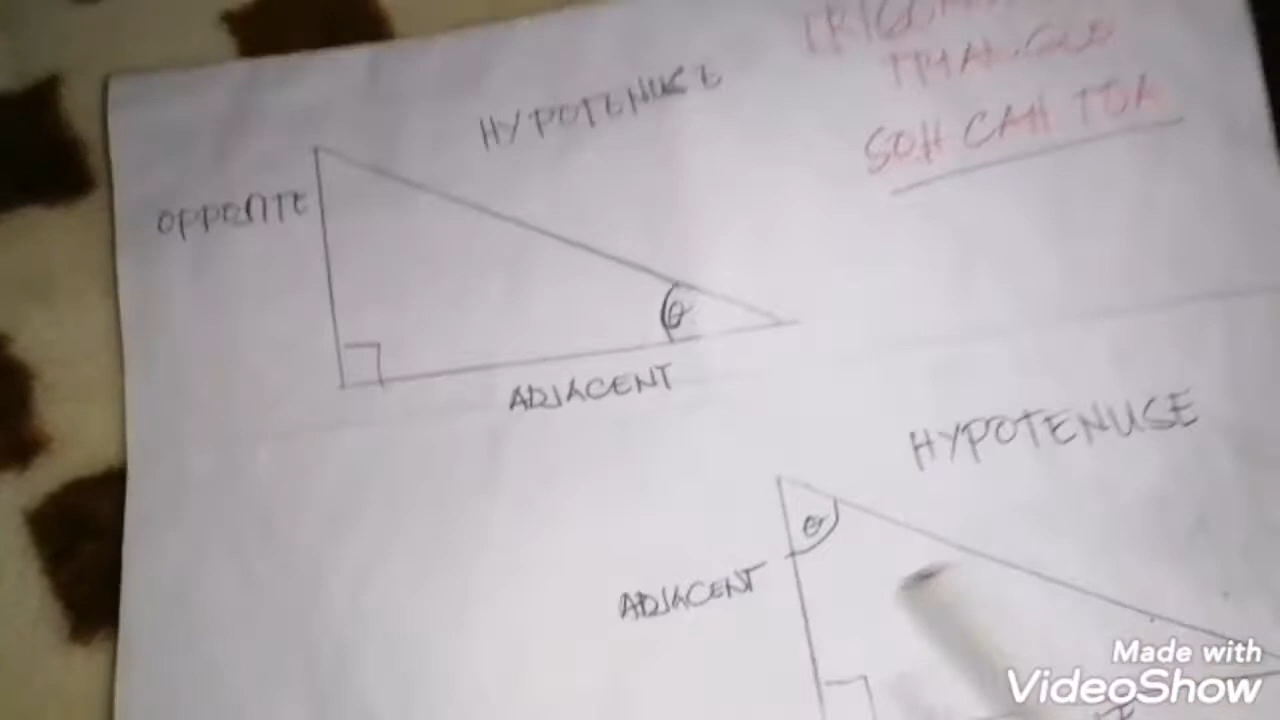 HYPOTENUSE
SOH CAH TOA
OPPOSITE
θ
ADJACENT
HYPOTENUSE
θ
ADJACENT
Made with
VideoShow